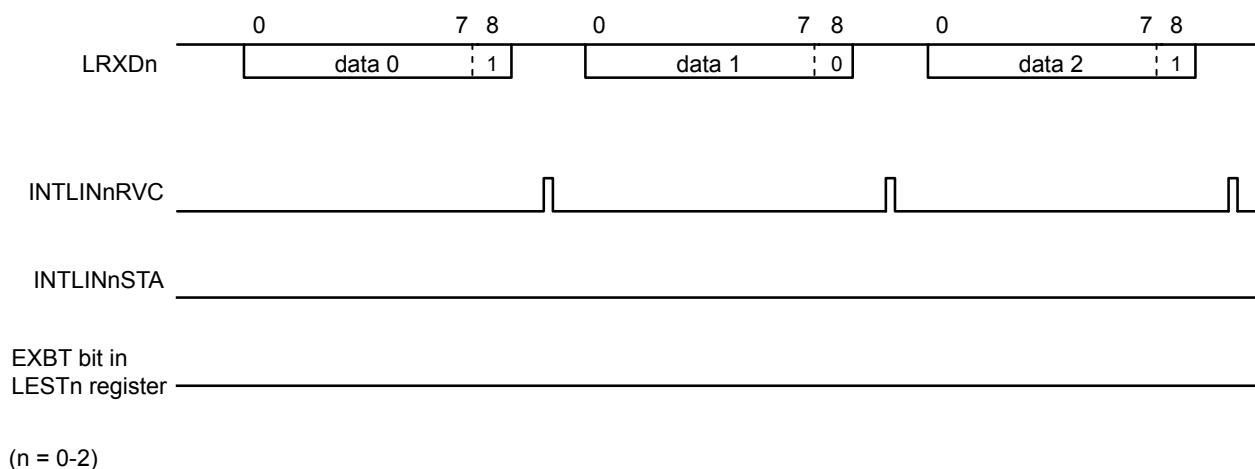 0 7 8 0 7 8 0 7 8
LRXDn data 0 1 data 1 0 data 2 1
INTLINnRVC
INTLINnSTA
EXBT bit in
LESTn register
(n = 0-2)